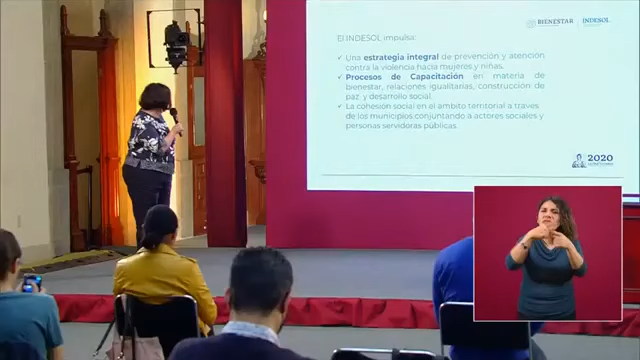 BIENESTAR INDESOL
El INDESOL impulsa:
✓ Una estrategia integral de prevención y atención
contra la violencia hacia mujeres y niñas.
✓ Procesos de Capacitación en materia de
bienestar, relaciones igualitarias, construcción de
paz y desarrollo social.
✓ La cohesión social en el ámbito territorial a través
de los municipios conjuntando a actores sociales y
personas servidoras públicas.
2020